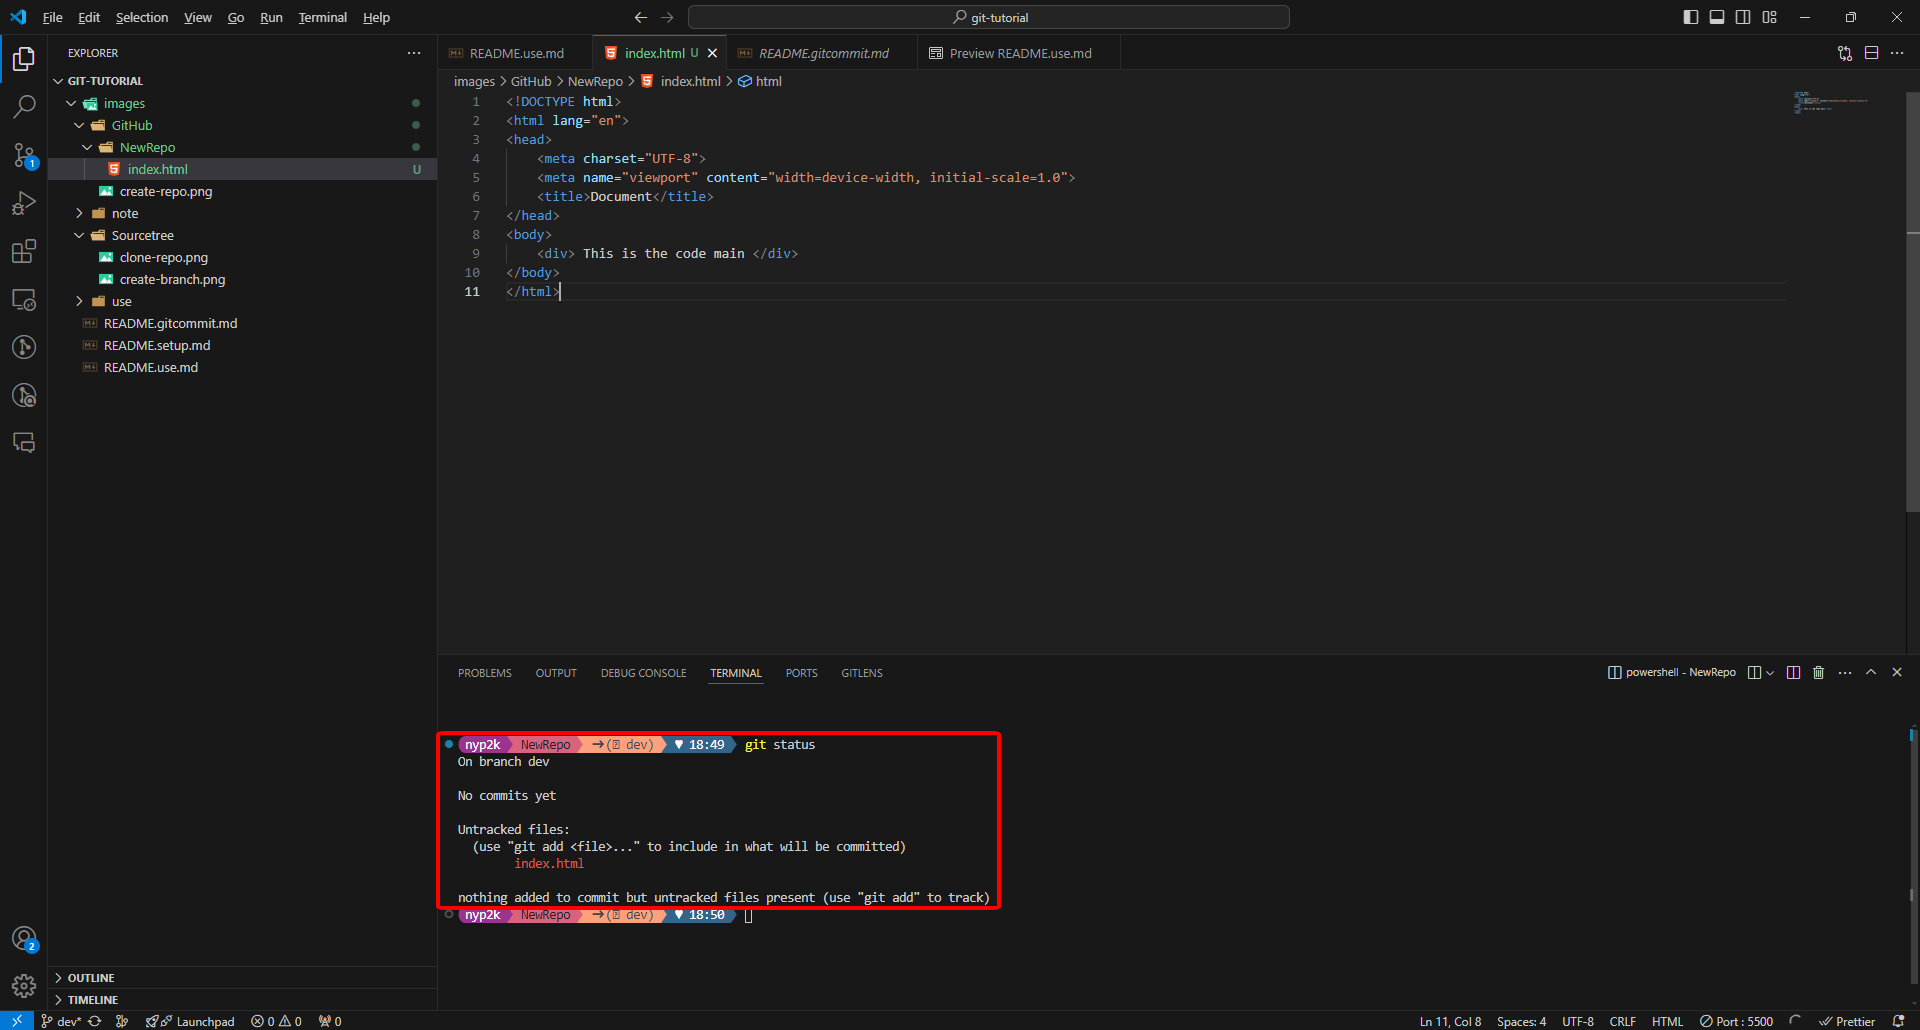 File Edit Selection View Go Run Terminal Help
git-tutorial
EXPLORER
GIT-TUTORIAL
images
GitHub
NewRepo
index.html U
create-repo.png
note
Sourcetree
clone-repo.png
create-branch.png
use
README.gitcommit.md
README.setup.md
README.use.md
OUTLINE
TIMELINE
1
2
README.use.md index.html U README.gitcommit.md Preview README.use.md
images > GitHub > NewRepo > index.html > html
1 <!DOCTYPE html>
2 <html lang="en">
3 <head>
4 <meta charset="UTF-8">
5 <meta name="viewport" content="width=device-width, initial-scale=1.0">
6 <title>Document</title>
7 </head>
8 <body>
9 <div> This is the code main </div>
10 </body>
11 </html>
PROBLEMS OUTPUT DEBUG CONSOLE TERMINAL PORTS GITLENS
powershell - NewRepo
nyp2k NewRepo →( dev) ♥ 18:49 git status
On branch dev
No commits yet
Untracked files:
(use "git add <file>..." to include in what will be committed)
index.html
nothing added to commit but untracked files present (use "git add" to track)
nyp2k NewRepo →( dev) ♥ 18:50
dev* Launchpad 0 0 0
Ln 11, Col 8 Spaces: 4 UTF-8 CRLF HTML Port : 5500 Prettier